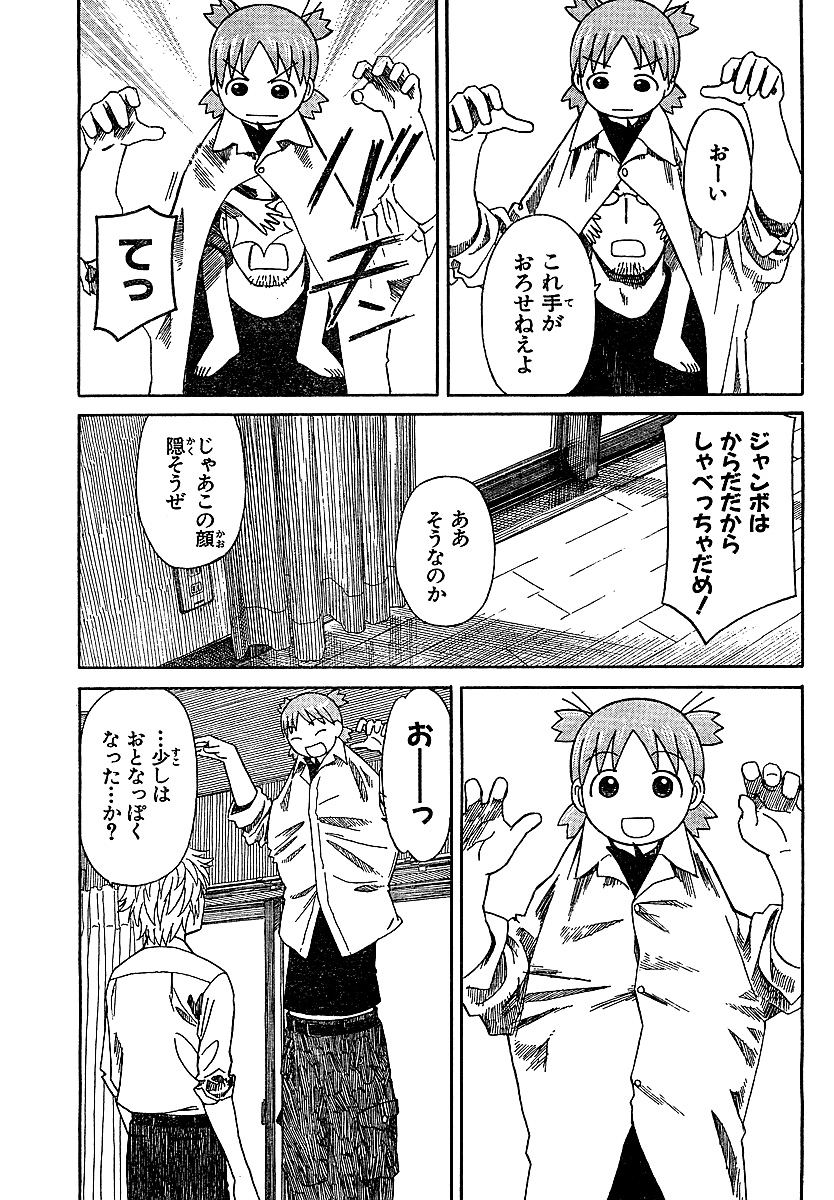 おーい
これ手が
おろせねえよ
バチン
てっ
ジャンボは
からだだから
しゃべっちゃだめ!
ああ
そうなのか
じゃあこの顔
隠そうぜ
おーーっ
…少しは
おとなっぽく
なった…か?